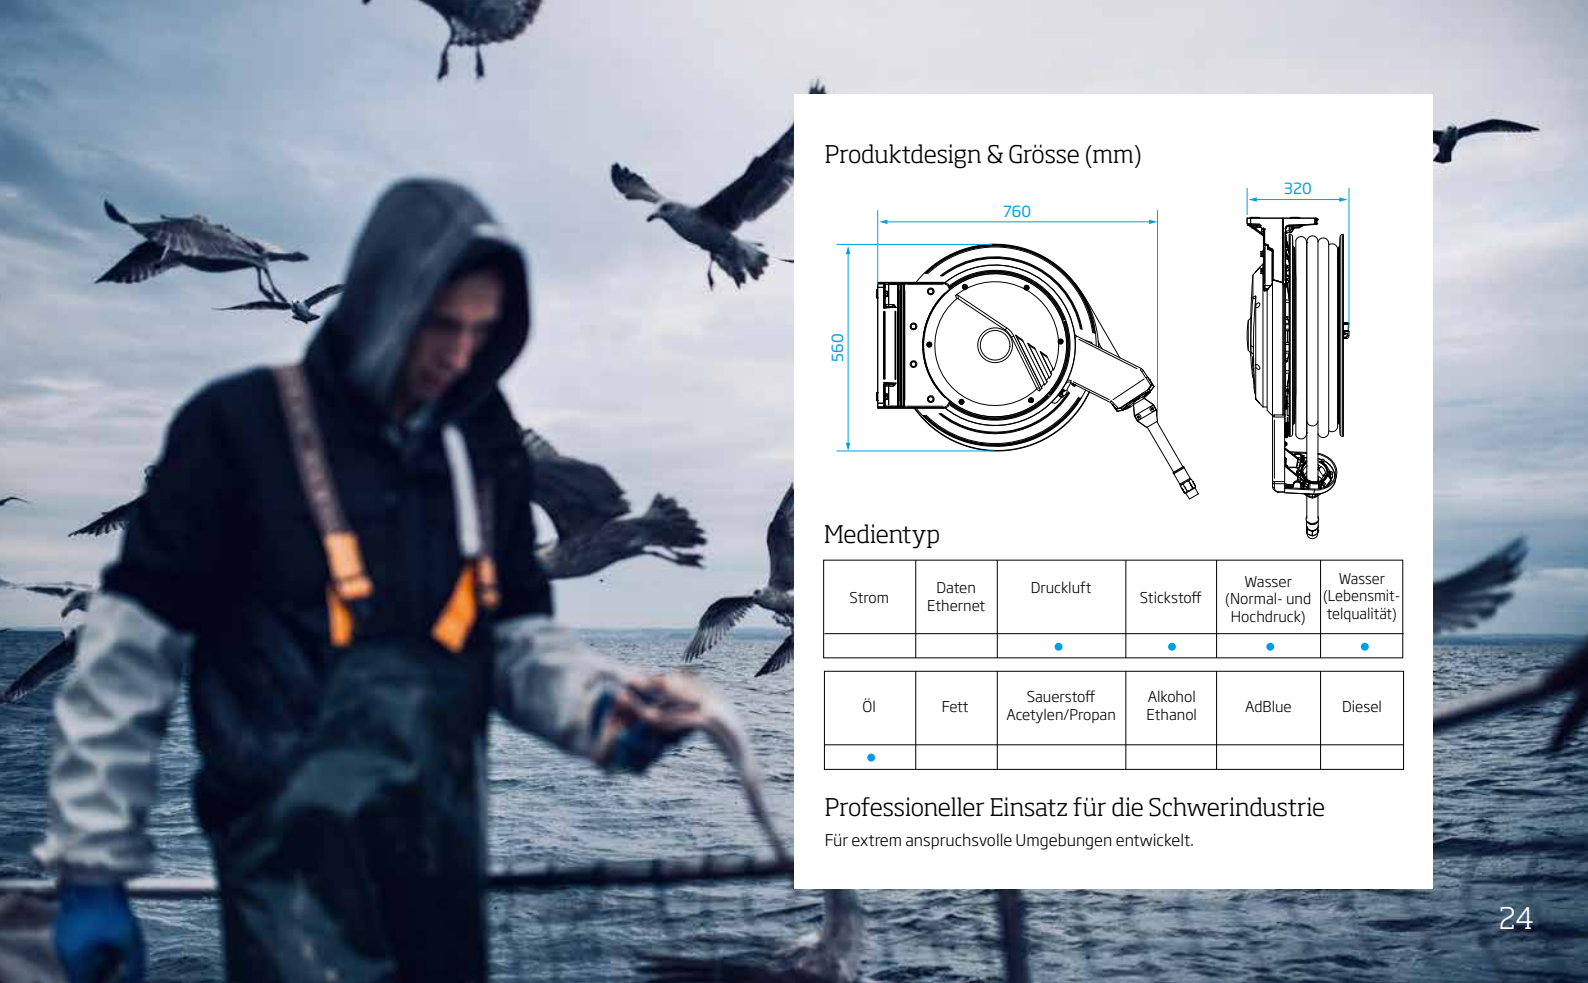 Produktdesign & Grösse (mm)
760
320
560
Medientyp
Strom
Daten
Ethernet
Druckluft
Stickstoff
Wasser
(Normal- und
Hochdruck)
Wasser
(Lebensmit-
telqualität)
Öl
Fett
Sauerstoff
Acetylen/Propan
Alkohol
Ethanol
AdBlue
Diesel
Professioneller Einsatz für die Schwerindustrie
Für extrem anspruchsvolle Umgebungen entwickelt.
24